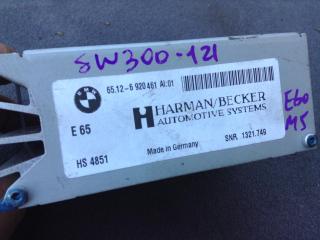 SW300-121
65.12-6 920 461 AI:01
E 65
HARMAN/BECKER
AUTOMOTIVE SYSTEMS
HS 4851
Made in Germany
SNR. 1321.749
E60
M5